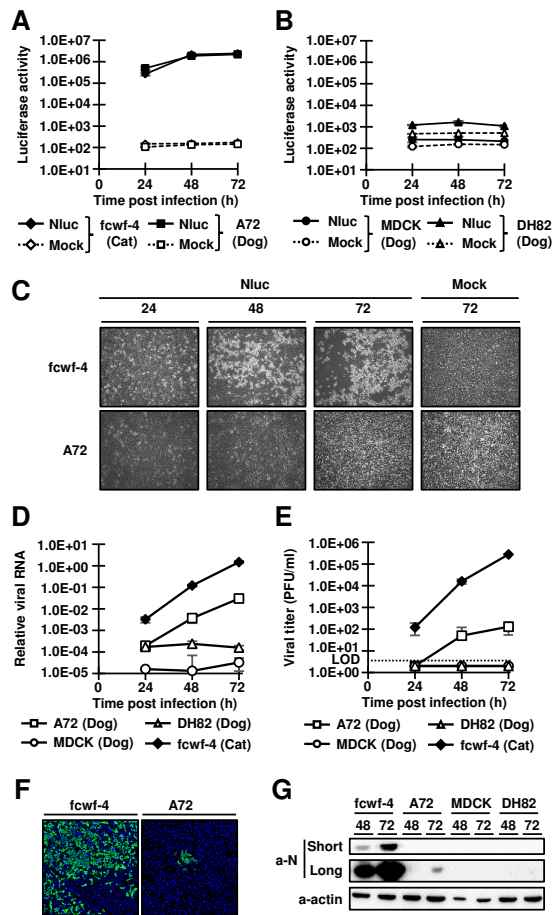 A
B
Luciferase activity
1.0E+07
1.0E+06
1.0E+05
1.0E+04
1.0E+03
1.0E+02
1.0E+01
0 24 48 72
Time post infection (h)
Nluc
Mock
fcwf-4
(Cat)
Nluc
Mock
A72
(Dog)
Luciferase activity
1.0E+07
1.0E+06
1.0E+05
1.0E+04
1.0E+03
1.0E+02
1.0E+01
0 24 48 72
Time post infection (h)
Nluc
Mock
MDCK
(Dog)
Nluc
Mock
DH82
(Dog)
C
Nluc Mock
24 48 72 72
fcwf-4
A72
D
Relative viral RNA
1.0E+01
1.0E+00
1.0E-01
1.0E-02
1.0E-03
1.0E-04
1.0E-05
0 24 48 72
Time post infection (h)
A72 (Dog) DH82 (Dog)
MDCK (Dog) fcwf-4 (Cat)
E
Viral titer (PFU/ml)
1.0E+06
1.0E+05
1.0E+04
1.0E+03
1.0E+02
1.0E+01
LOD
1.0E+00
0 24 48 72
Time post infection (h)
A72 (Dog) DH82 (Dog)
MDCK (Dog) fcwf-4 (Cat)
F
fcwf-4 A72
G
fcwf-4 A72 MDCK DH82
48 72 48 72 48 72 48 72
a-N
Short
Long
a-actin